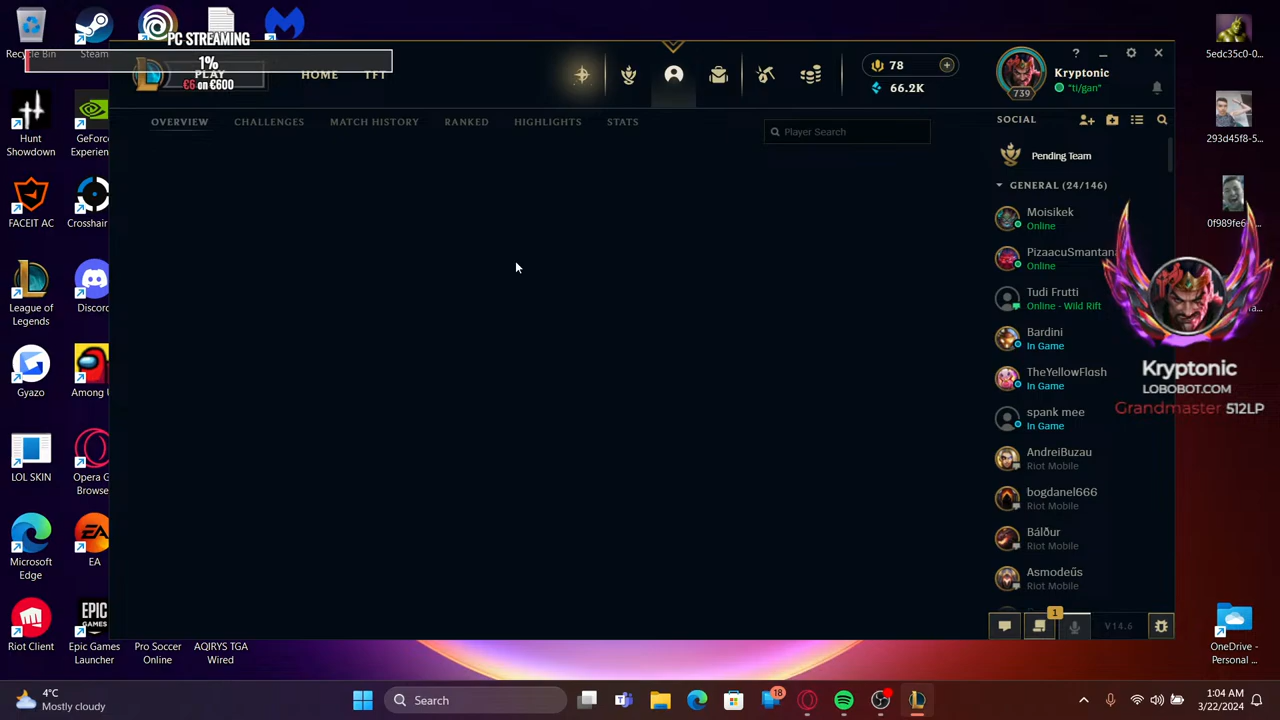 PC STREAMING
1%
€6 on €600
Recycle Bin
Steam
PLAY
HOME
TFT
78
66.2K
?
739
Kryptonic
"ti/gan"
5edc35c0-0...
Hunt
Showdown
GeForce
Experien
OVERVIEW
CHALLENGES
MATCH HISTORY
RANKED
HIGHLIGHTS
STATS
Player Search
SOCIAL
Pending Team
GENERAL (24/146)
293d45f8-5...
FACEIT AC
Crosshair
Moisikek
Online
PizaacuSmantana
Online
Tudi Frutti
Online - Wild Rift
Bardini
In Game
TheYellowFlash
In Game
spank mee
In Game
AndreiBuzau
Riot Mobile
bogdanel666
Riot Mobile
Bálður
Riot Mobile
Asmodeűs
Riot Mobile
Kryptonic
LOBOBOT.COM
Grandmaster 512LP
League of
Legends
Discord
Gyazo
Among U
LOL SKIN
Opera G
Browse
Microsoft
Edge
EA
EPIC
GAMES
Riot Client
Epic Games
Launcher
Pro Soccer
Online
AQIRYS TGA
Wired
1
V14.6
OneDrive -
Personal ...
4°C
Mostly cloudy
Search
18
1:04 AM
3/22/2024